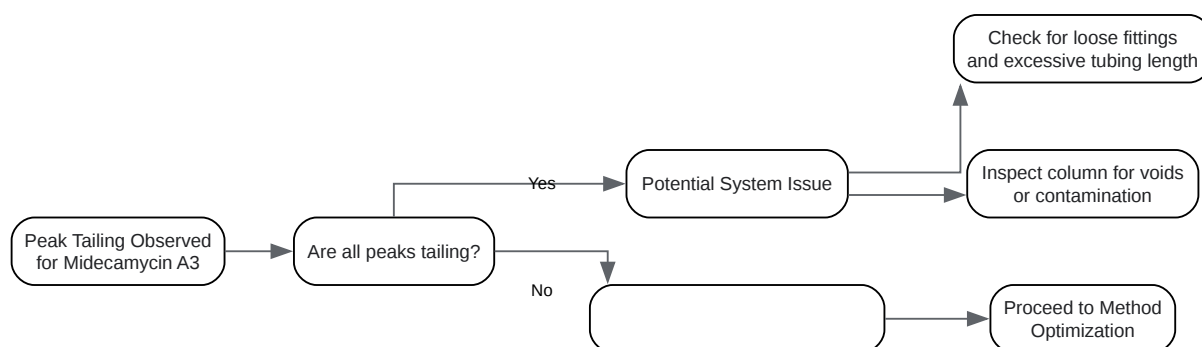 Check for loose fittings
and excessive tubing length
Yes
Potential System Issue
Inspect column for voids
or contamination
Peak Tailing Observed
for Midecamycin A3
Are all peaks tailing?
No
Proceed to Method
Optimization